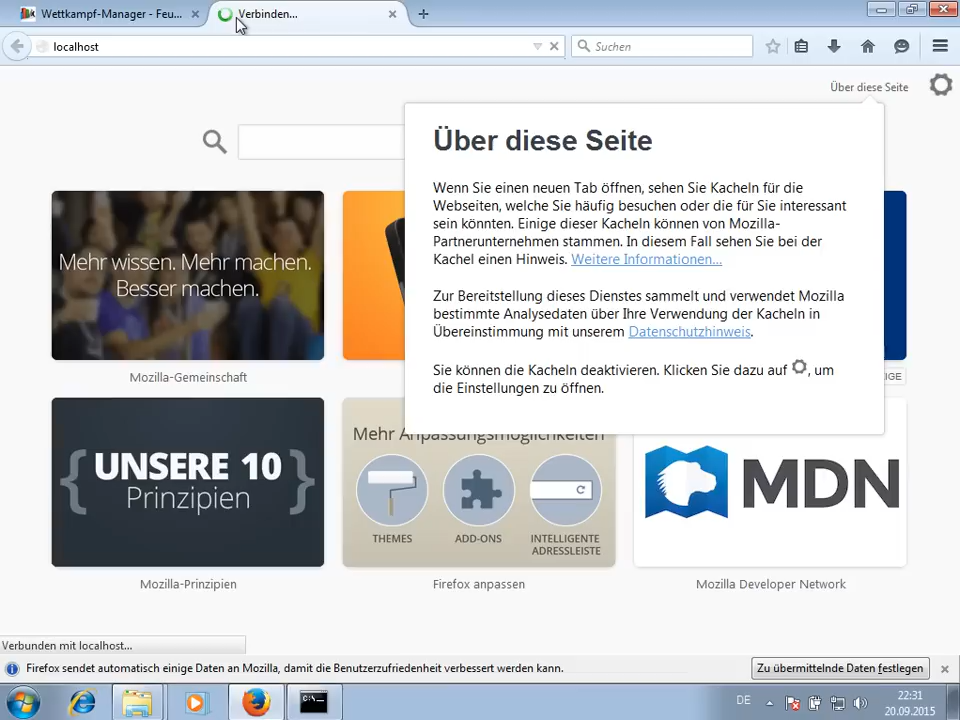 Wettkampf-Manager - Feu...
Verbinden...
localhost
Suchen
Über diese Seite
Über diese Seite
Wenn Sie einen neuen Tab öffnen, sehen Sie Kacheln für die
Webseiten, welche Sie häufig besuchen oder die für Sie interessant
sein könnten. Einige dieser Kacheln können von Mozilla-
Partnerunternehmen stammen. In diesem Fall sehen Sie bei der
Kachel einen Hinweis. Weitere Informationen...
Zur Bereitstellung dieses Dienstes sammelt und verwendet Mozilla
bestimmte Analysedaten über Ihre Verwendung der Kacheln in
Übereinstimmung mit unserem Datenschutzhinweis.
Sie können die Kacheln deaktivieren. Klicken Sie dazu auf , um
die Einstellungen zu öffnen.
Mehr wissen. Mehr machen.
Besser machen.
Mozilla-Gemeinschaft
IGE
{ UNSERE 10 }
Prinzipien
Mozilla-Prinzipien
Mehr Anpassungsmöglichkeiten
THEMES
ADD-ONS
INTELLIGENTE
ADRESSLEISTE
Firefox anpassen
MDN
Mozilla Developer Network
Verbunden mit localhost...
Firefox sendet automatisch einige Daten an Mozilla, damit die Benutzerzufriedenheit verbessert werden kann.
Zu übermittelnde Daten festlegen
C:\.
DE
22:31
20.09.2015